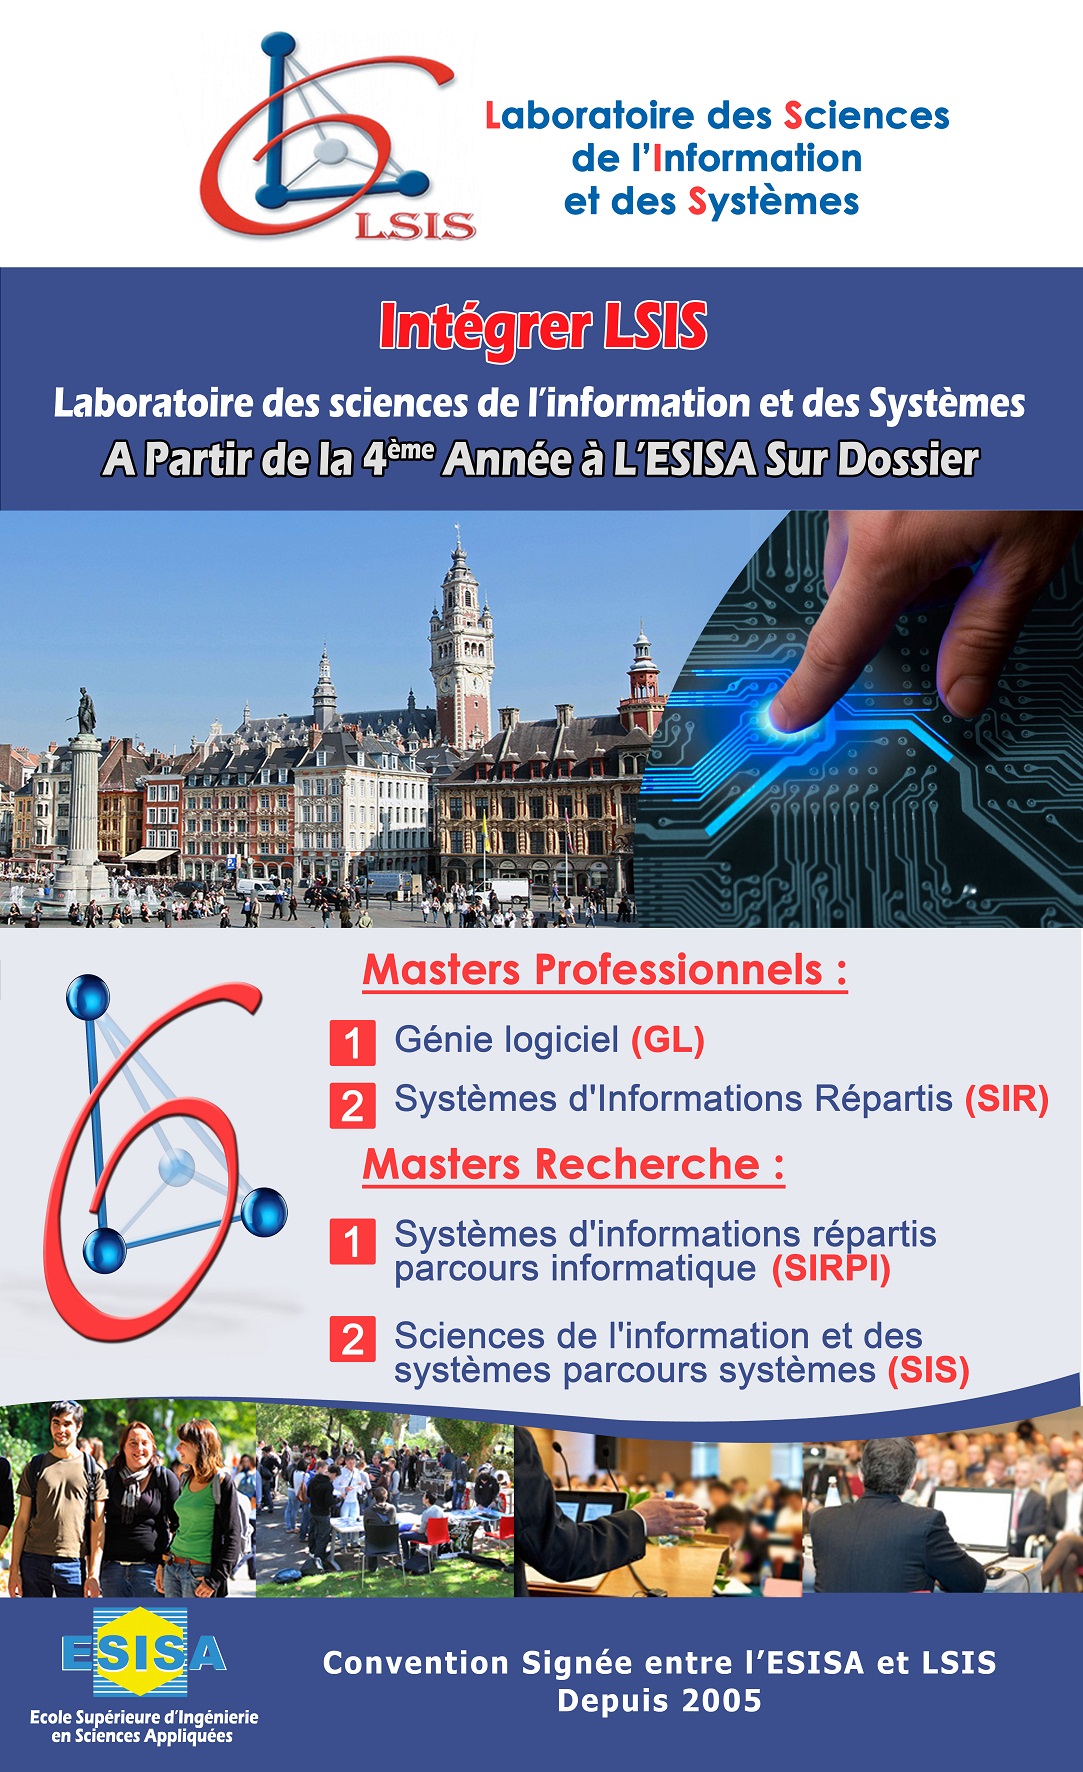 LSIS
Laboratoire des Sciences
de l'Information
et des Systèmes
Intégrer LSIS
Laboratoire des sciences de l'information et des Systèmes
A Partir de la 4ème Année à L'ESISA Sur Dossier
Masters Professionnels :
1 Génie logiciel (GL)
2 Systèmes d'Informations Répartis (SIR)
Masters Recherche :
1 Systèmes d'informations répartis
parcours informatique (SIRPI)
2 Sciences de l'information et des
systèmes parcours systèmes (SIS)
ESISA
Ecole Supérieure d'Ingénierie
en Sciences Appliquées
Convention Signée entre l'ESISA et LSIS
Depuis 2005